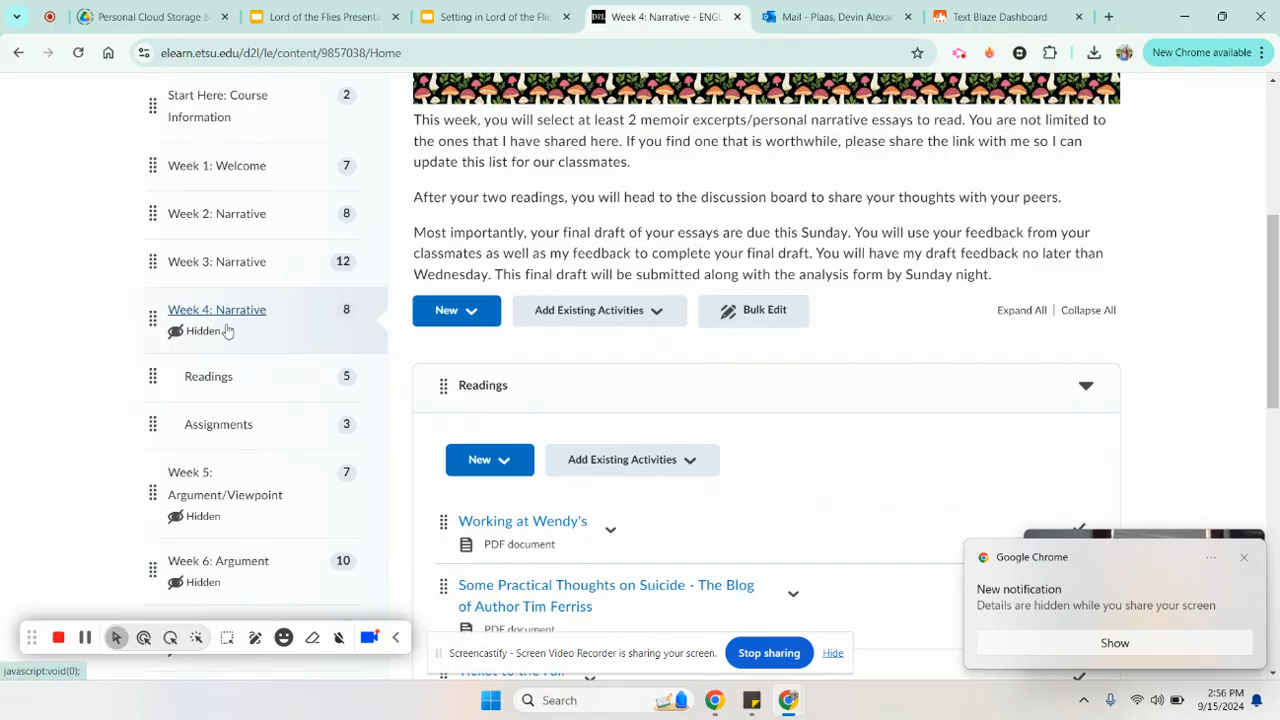 Personal Cloud Storage &
Lord of the Flies Presenta
Setting in Lord of the Flie
D2L
Week 4: Narrative - ENGL
Mail - Plaas, Devin Alexan
Text Blaze Dashboard
elearn.etsu.edu/d2l/le/content/9857038/Home
New Chrome available
Start Here: Course
Information
2
Week 1: Welcome
7
Week 2: Narrative
8
Week 3: Narrative
12
Week 4: Narrative
8
Hidden
Readings
5
Assignments
3
Week 5:
Argument/Viewpoint
7
Hidden
Week 6: Argument
10
Hidden
This week, you will select at least 2 memoir excerpts/personal narrative essays to read. You are not limited to
the ones that I have shared here. If you find one that is worthwhile, please share the link with me so I can
update this list for our classmates.
After your two readings, you will head to the discussion board to share your thoughts with your peers.
Most importantly, your final draft of your essays are due this Sunday. You will use your feedback from your
classmates as well as my feedback to complete your final draft. You will have my draft feedback no later than
Wednesday. This final draft will be submitted along with the analysis form by Sunday night.
New
Add Existing Activities
Bulk Edit
Expand All | Collapse All
Readings
New
Add Existing Activities
Working at Wendy's
PDF document
Some Practical Thoughts on Suicide - The Blog
of Author Tim Ferriss
PDF document
Ticket to the Fair
Google Chrome
New notification
Details are hidden while you share your screen
Show
Screencastify - Screen Video Recorder is sharing your screen.
Stop sharing
Hide
javascript:void(0);
Search
2:56 PM
9/15/2024